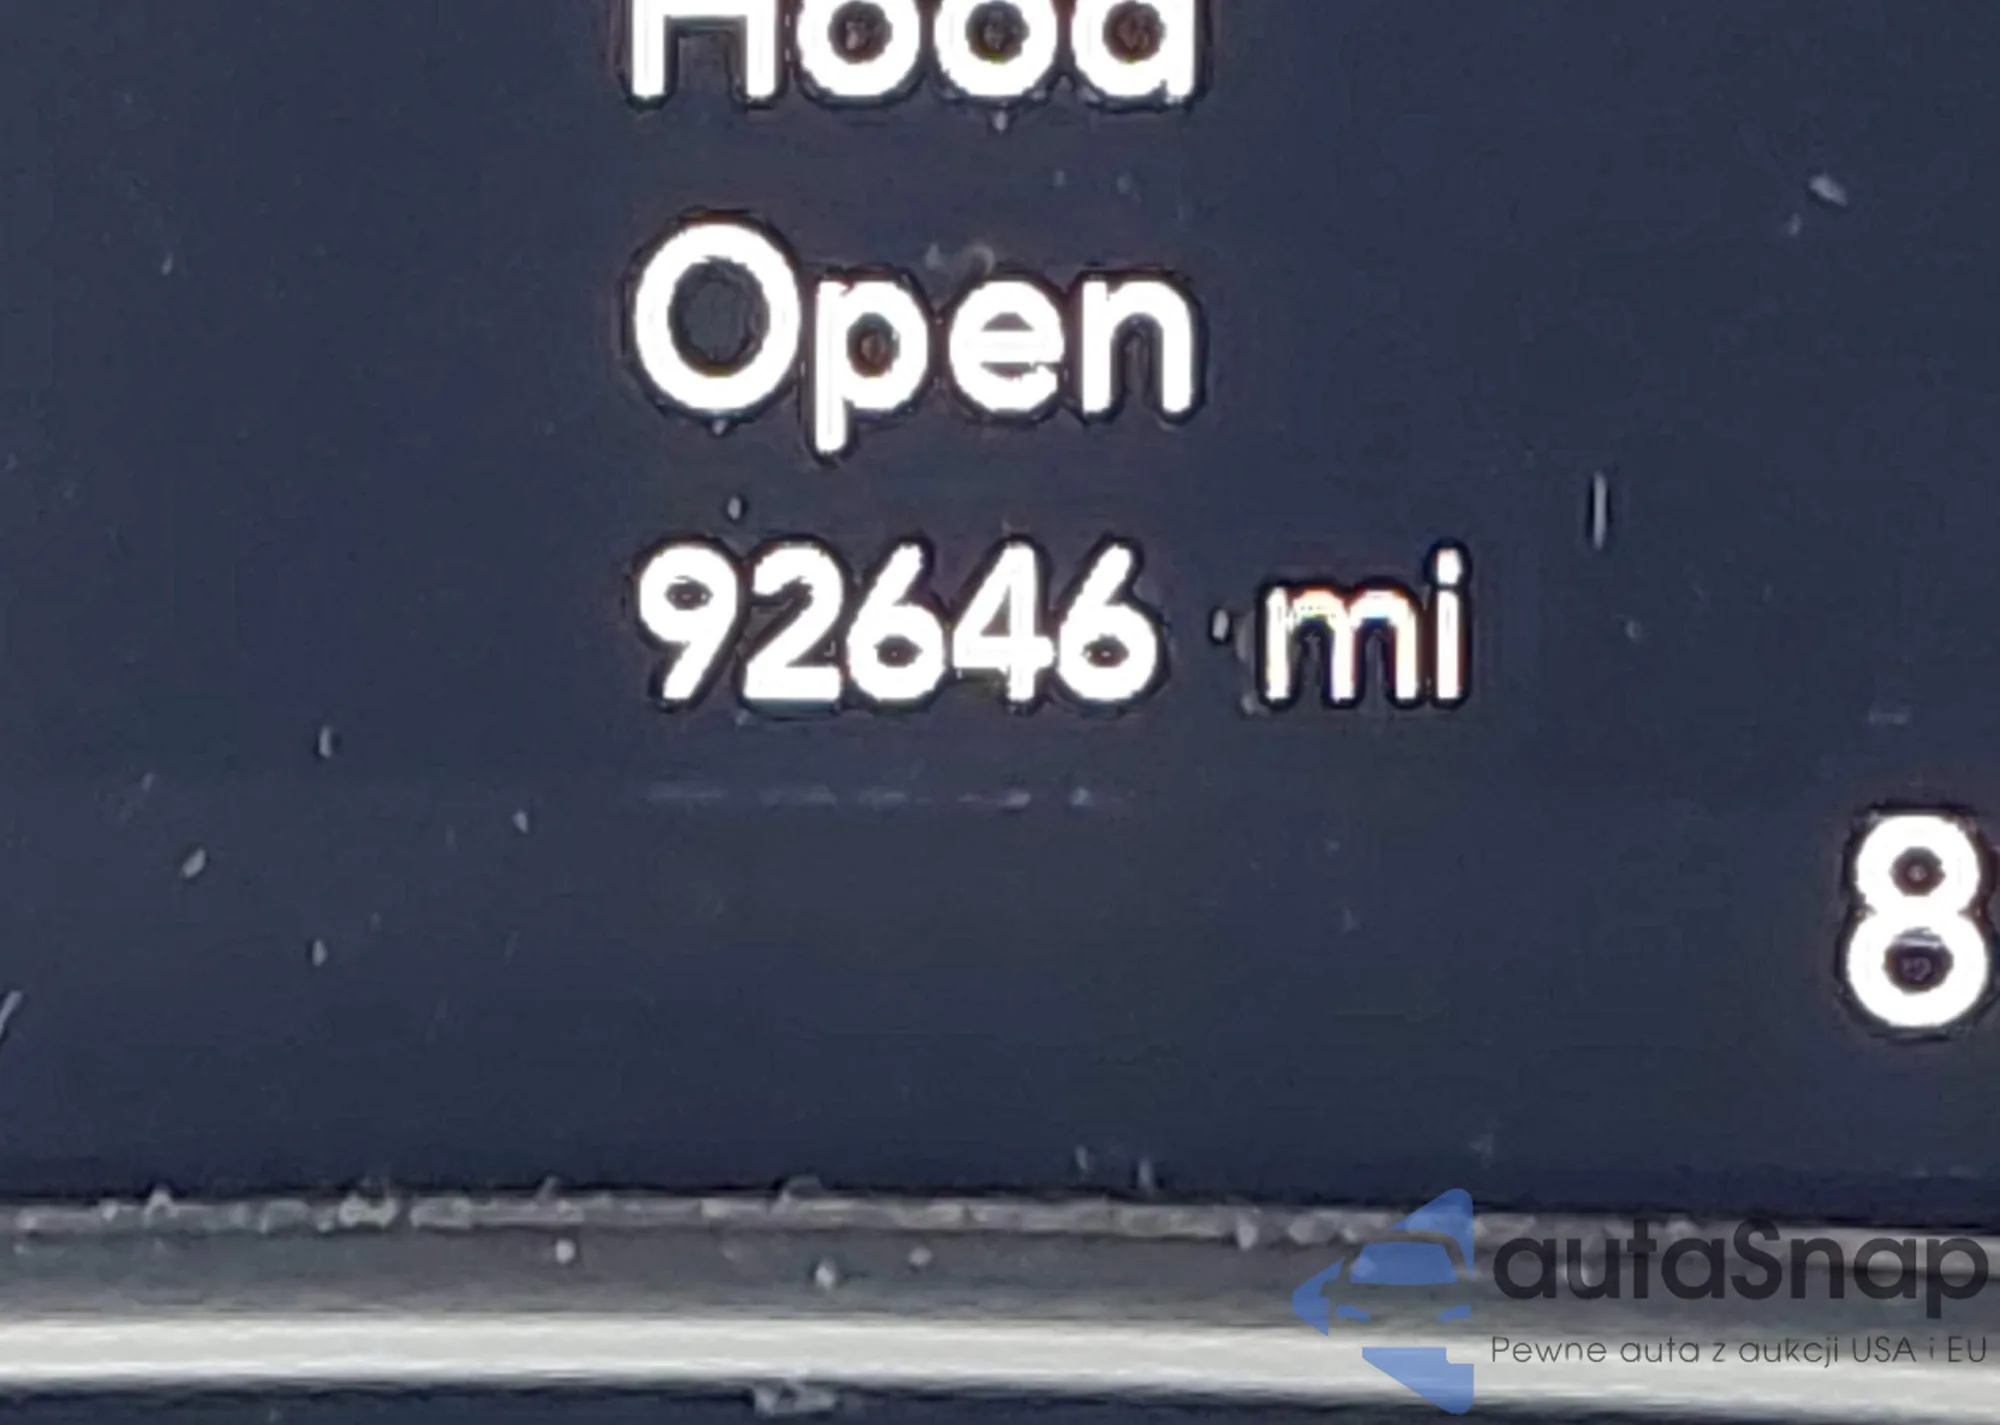 Hood
Open
92646 mi
8
autaSnap
Pewne auta z aukcji USA i EU